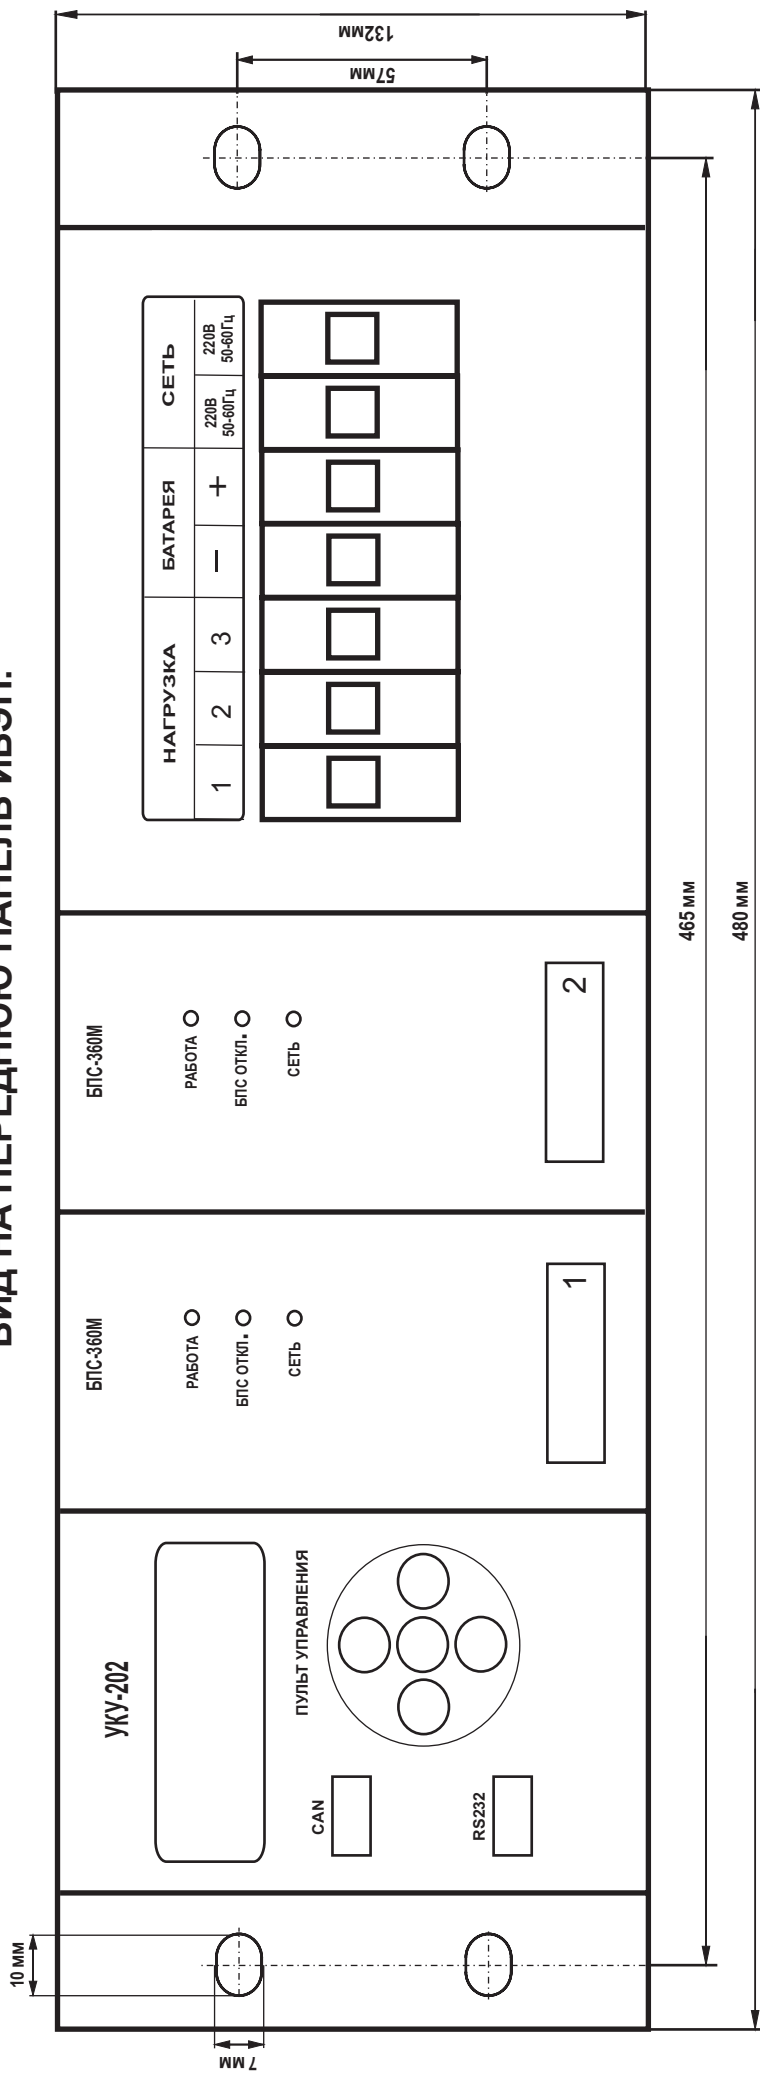 ВИД НА ПЕРЕДНЮЮ ПАНЕЛЬ ИБЭП.
10 мм
7 мм
УКУ-202
ПУЛЬТ УПРАВЛЕНИЯ
CAN
RS232
БПС-360М
РАБОТА
БПС ОТКЛ.
СЕТЬ
1
БПС-360М
РАБОТА
БПС ОТКЛ.
СЕТЬ
2
НАГРУЗКА БАТАРЕЯ СЕТЬ
1 2 3 — + 220В 220В
50-60Гц 50-60Гц
57мм
132мм
465 мм
480 мм